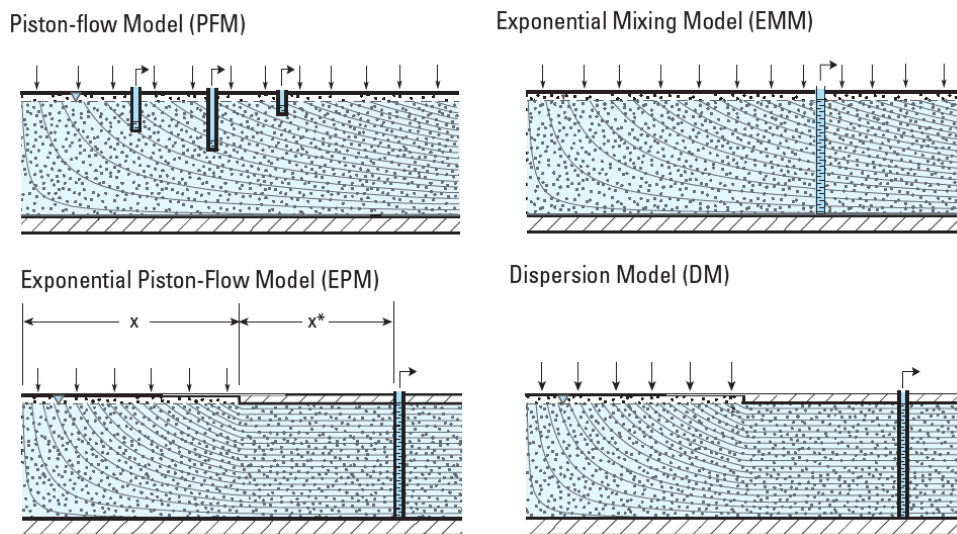 Piston-flow Model (PFM)
Exponential Mixing Model (EMM)
Exponential Piston-Flow Model (EPM)
x
x*
Dispersion Model (DM)